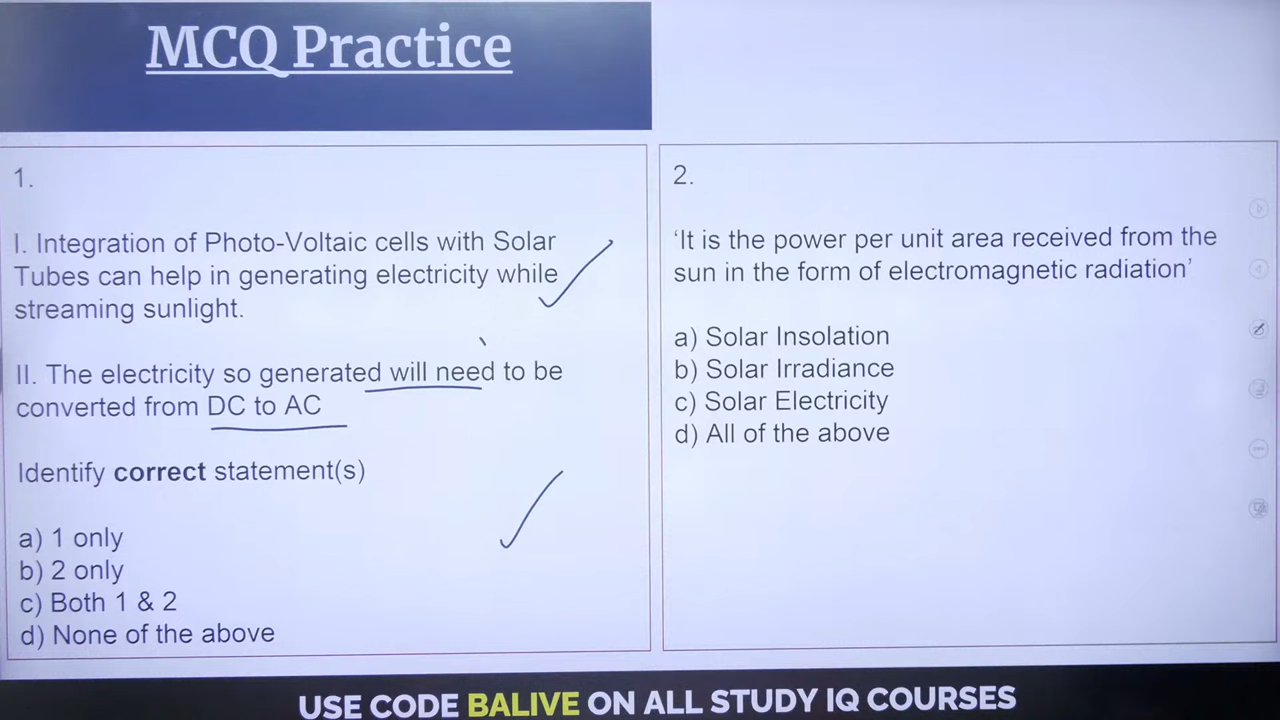 MCQ Practice
1.
I. Integration of Photo-Voltaic cells with Solar
Tubes can help in generating electricity while
streaming sunlight.
II. The electricity so generated will need to be
converted from DC to AC
Identify correct statement(s)
a) 1 only
b) 2 only
c) Both 1 & 2
d) None of the above
2.
‘It is the power per unit area received from the
sun in the form of electromagnetic radiation’
a) Solar Insolation
b) Solar Irradiance
c) Solar Electricity
d) All of the above
USE CODE BALIVE ON ALL STUDY IQ COURSES